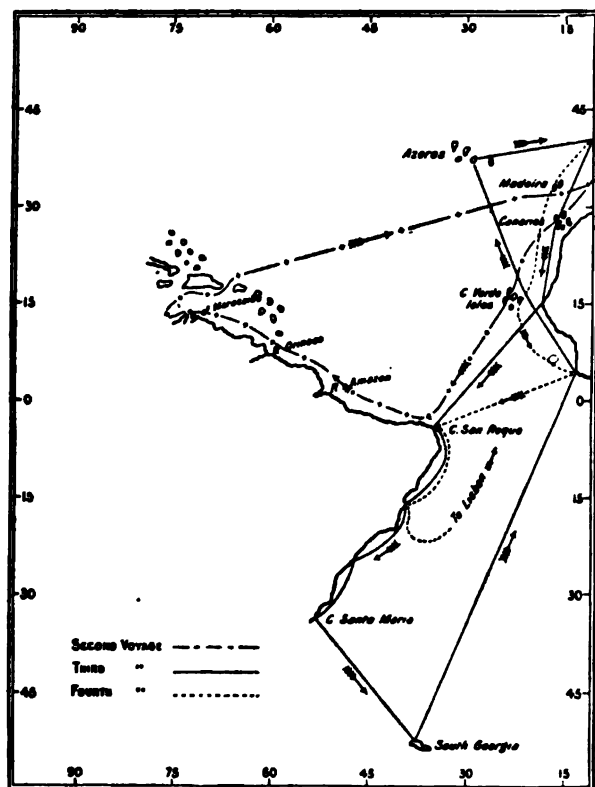 90 75 60 45 30 15
45 45
Azores
Madeira
30 30
Canaries
C. Verde
Isles
15 15
I. Maracaibo
Orinoco
R. Amazon
0 0
C. San Roque
15 15
To Lisbon
30 30
C. Santa Maria
SECOND VOYAGE
THIRD "
FOURTH "
45 45
South Georgia
90 75 60 45 30 15